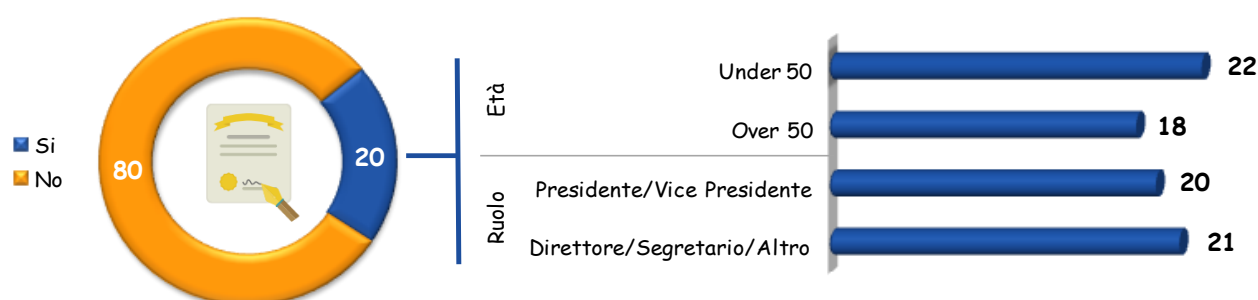 Si
No
80
20
Età
Under 50
22
Over 50
18
Ruolo
Presidente/Vice Presidente
20
Direttore/Segretario/Altro
21